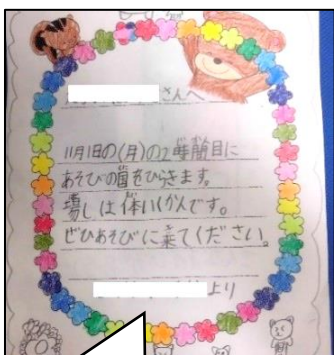 さんへ
11月1日の(月)の2時間目に
あそびの国をひらきます。
場しは体いくかんです。
ぜひあそびに来てください。
より